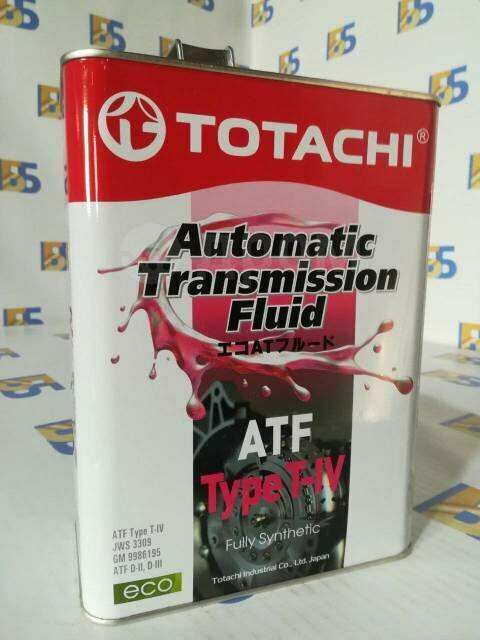 TOTACHI®
Automatic
Transmission
Fluid
エコATフルード
ATF
Type T-IV
Fully Synthetic
ATF Type T-IV
JWS 3309
GM 9986195
ATF D-II, D III
eco
Totachi Industrial Co., Ltd. Japan